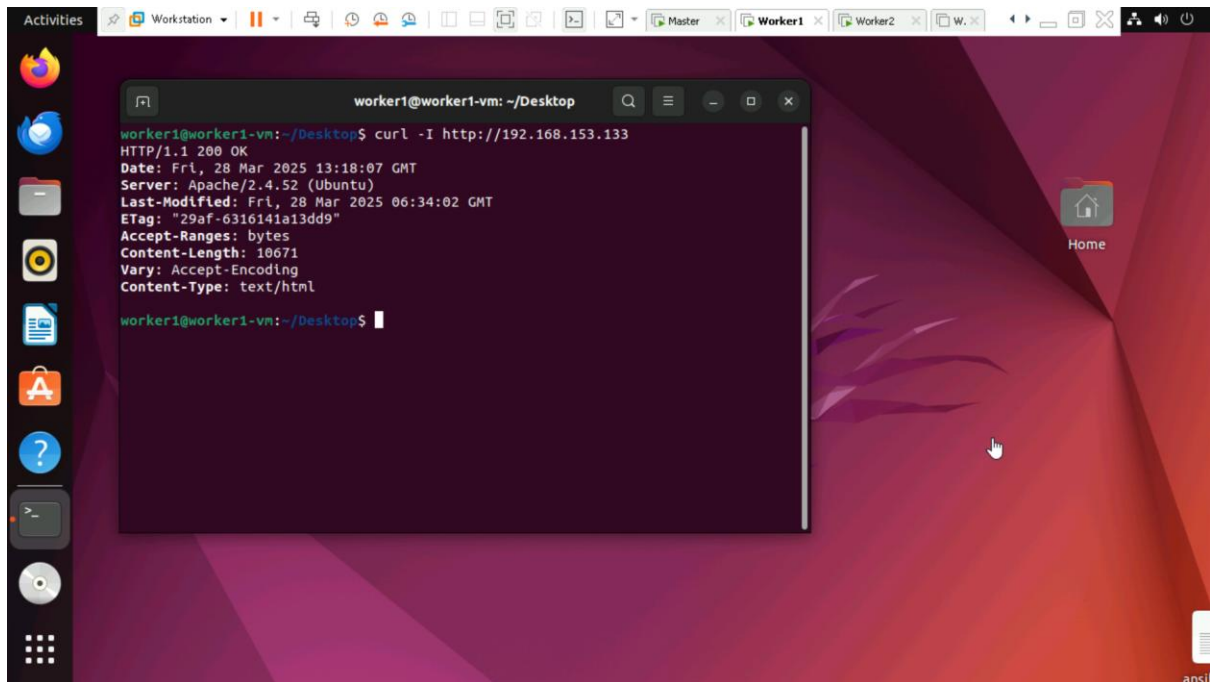 Activities
Workstation
Master
Worker1
Worker2
W.
worker1@worker1-vm: ~/Desktop
worker1@worker1-vm:~/Desktop$ curl -I http://192.168.153.133
HTTP/1.1 200 OK
Date: Fri, 28 Mar 2025 13:18:07 GMT
Server: Apache/2.4.52 (Ubuntu)
Last-Modified: Fri, 28 Mar 2025 06:34:02 GMT
ETag: "29af-6316141a13dd9"
Accept-Ranges: bytes
Content-Length: 10671
Vary: Accept-Encoding
Content-Type: text/html
worker1@worker1-vm:~/Desktop$
Home
ansi